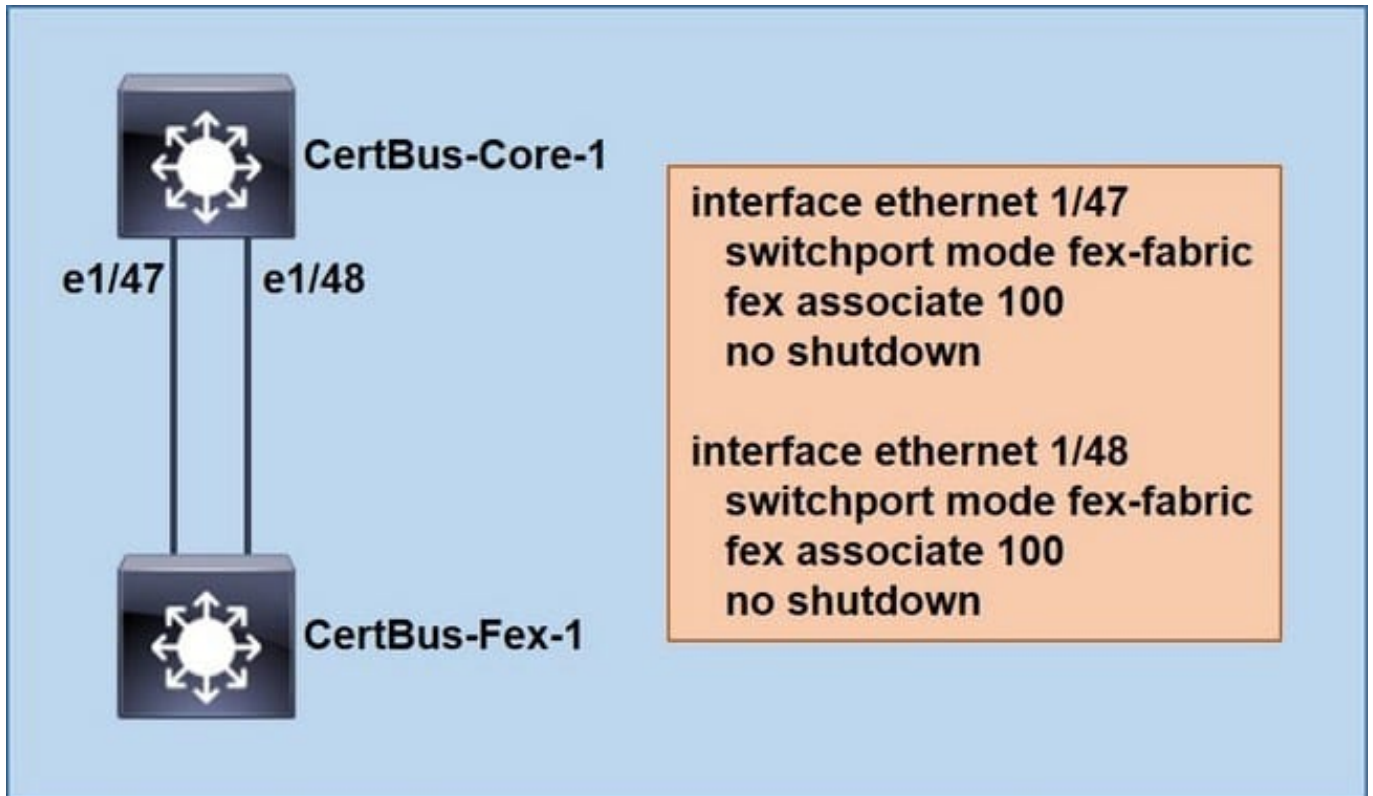 CertBus-Core-1
e1/47
e1/48
CertBus-Fex-1
interface ethernet 1/47
switchport mode fex-fabric
fex associate 100
no shutdown
interface ethernet 1/48
switchport mode fex-fabric
fex associate 100
no shutdown